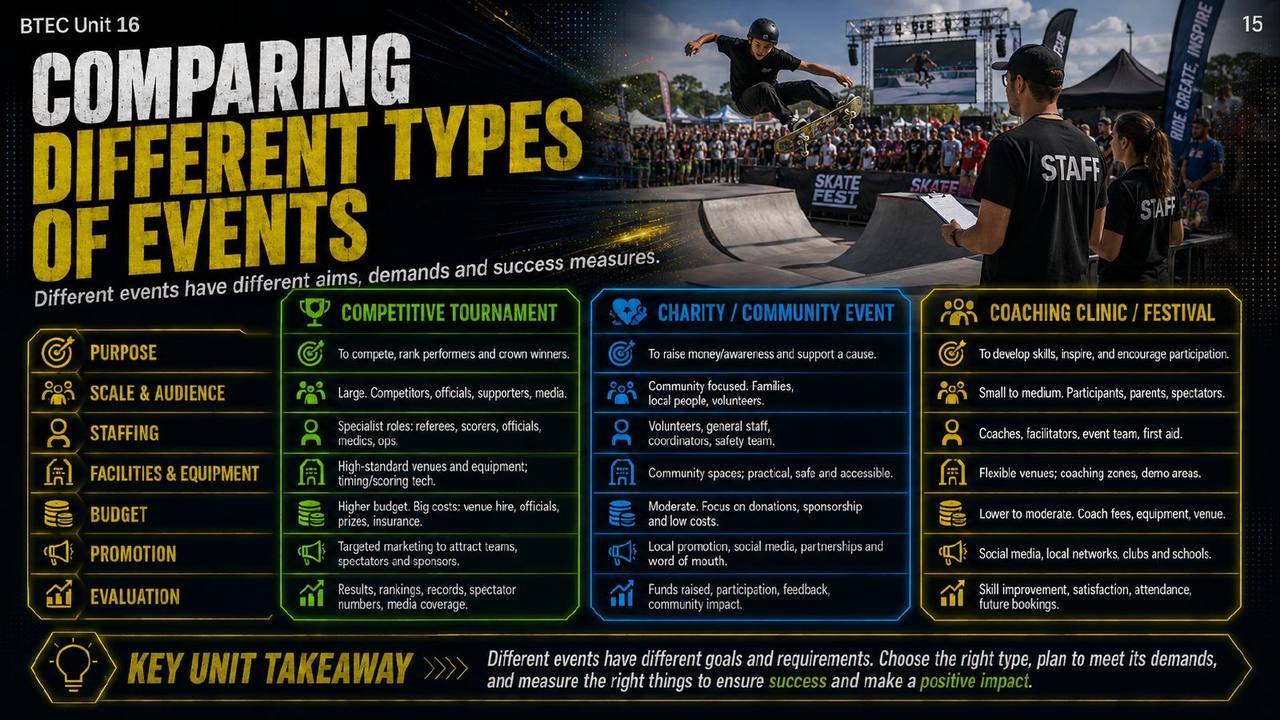 BTEC Unit 16
15
COMPARING
DIFFERENT TYPES
OF EVENTS
Different events have different aims, demands and success measures.
RIDE, CREATE, INSPIRE
SKATE
FEST
SKATE
STAFF
STAFF
PURPOSE
SCALE & AUDIENCE
STAFFING
FACILITIES & EQUIPMENT
BUDGET
PROMOTION
EVALUATION
COMPETITIVE TOURNAMENT
To compete, rank performers and crown winners.
Large. Competitors, officials, supporters, media.
Specialist roles: referees, scorers, officials,
medics, ops.
High-standard venues and equipment;
timing/scoring tech.
Higher budget. Big costs: venue hire, officials,
prizes, insurance.
Targeted marketing to attract teams,
spectators and sponsors.
Results, rankings, records, spectator
numbers, media coverage.
CHARITY / COMMUNITY EVENT
To raise money/awareness and support a cause.
Community focused. Families,
local people, volunteers.
Volunteers, general staff,
coordinators, safety team.
Community spaces; practical, safe and accessible.
Moderate. Focus on donations, sponsorship
and low costs.
Local promotion, social media, partnerships and
word of mouth.
Funds raised, participation, feedback,
community impact.
COACHING CLINIC / FESTIVAL
To develop skills, inspire, and encourage participation.
Small to medium. Participants, parents, spectators.
Coaches, facilitators, event team, first aid.
Flexible venues; coaching zones, demo areas.
Lower to moderate. Coach fees, equipment, venue.
Social media, local networks, clubs and schools.
Skill improvement, satisfaction, attendance,
future bookings.
KEY UNIT TAKEAWAY
Different events have different goals and requirements. Choose the right type, plan to meet its demands,
and measure the right things to ensure success and make a positive impact.